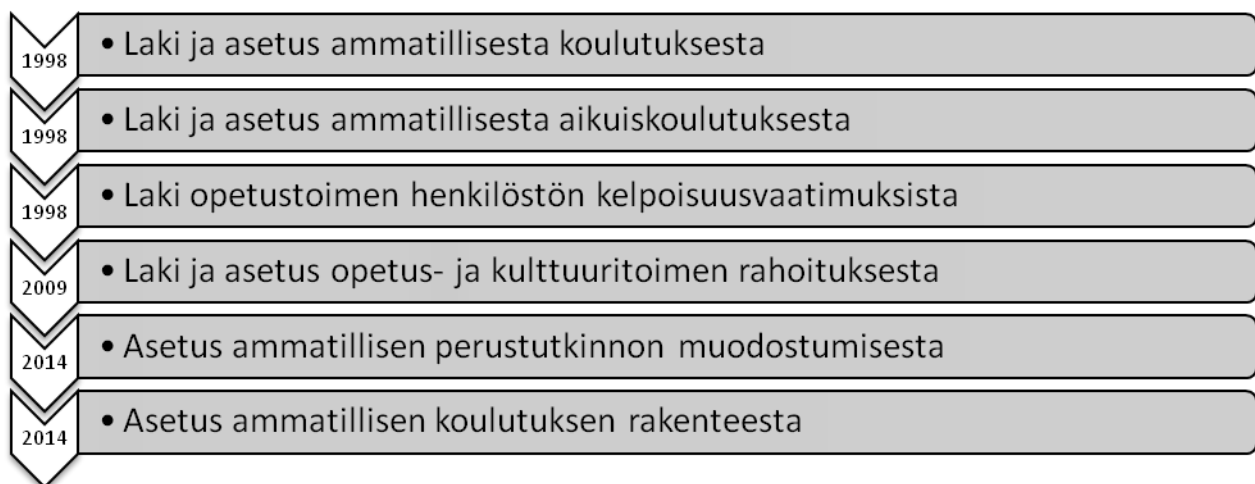 1998 • Laki ja asetus ammatillisesta koulutuksesta
1998 • Laki ja asetus ammatillisesta aikuiskoulutuksesta
1998 • Laki opetustoimen henkilöstön kelpoisuusvaatimuksista
2009 • Laki ja asetus opetus- ja kulttuuritoimen rahoituksesta
2014 • Asetus ammatillisen perustutkinnon muodostumisesta
2014 • Asetus ammatillisen koulutuksen rakenteesta